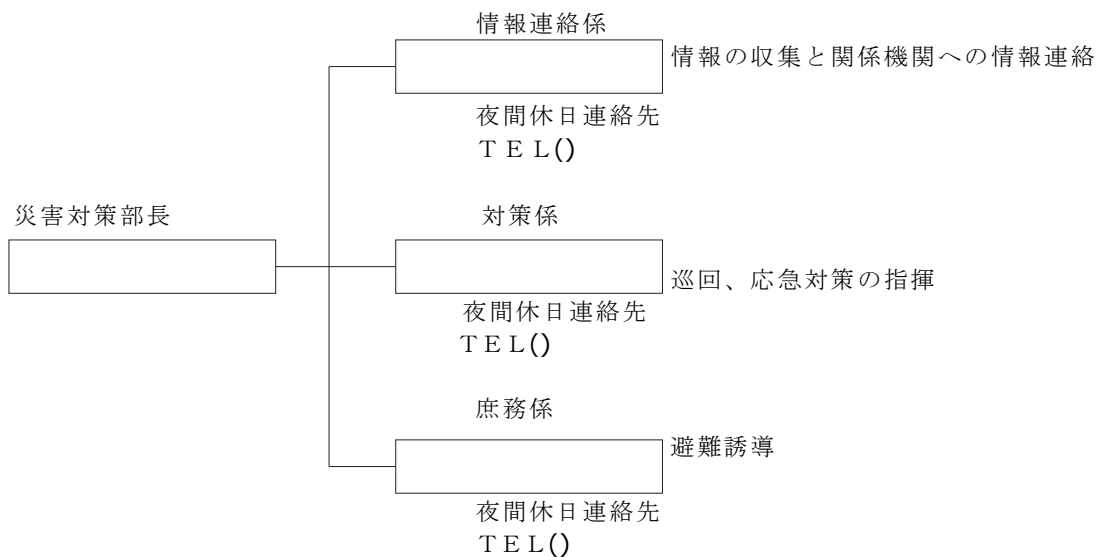 情報連絡係
情報の収集と関係機関への情報連絡
夜間休日連絡先
ＴＥＬ()
災害対策部長
対策係
巡回、応急対策の指揮
夜間休日連絡先
ＴＥＬ()
庶務係
避難誘導
夜間休日連絡先
ＴＥＬ()